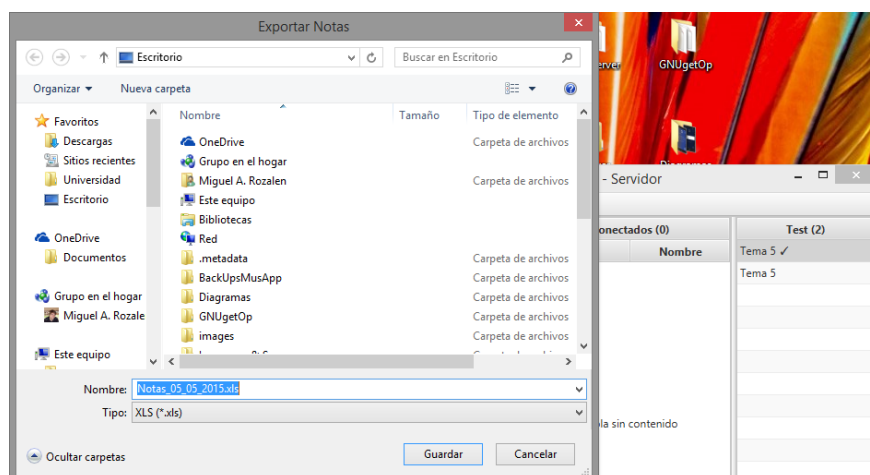 Exportar Notas
Escritorio
Buscar en Escritorio
Organizar
Nueva carpeta
Favoritos
Descargas
Sitios recientes
Universidad
Escritorio
OneDrive
Documentos
Grupo en el hogar
Miguel A. Rozale
Este equipo
Nombre Tamaño Tipo de elemento
OneDrive Carpeta de archivos
Grupo en el hogar
Miguel A. Rozalen Carpeta de archivos
Este equipo
Bibliotecas
Red
.metadata Carpeta de archivos
BackUpsMusApp Carpeta de archivos
Diagramas Carpeta de archivos
GNUgetOp Carpeta de archivos
images Carpeta de archivos
Nombre: Notas_05_05_2015.xls
Tipo: XLS (*.xls)
Ocultar carpetas
Guardar
Cancelar
GNUgetOp
- Servidor
onectados (0)
Test (2)
Nombre
Tema 5 ✓
Tema 5
la sin contenido